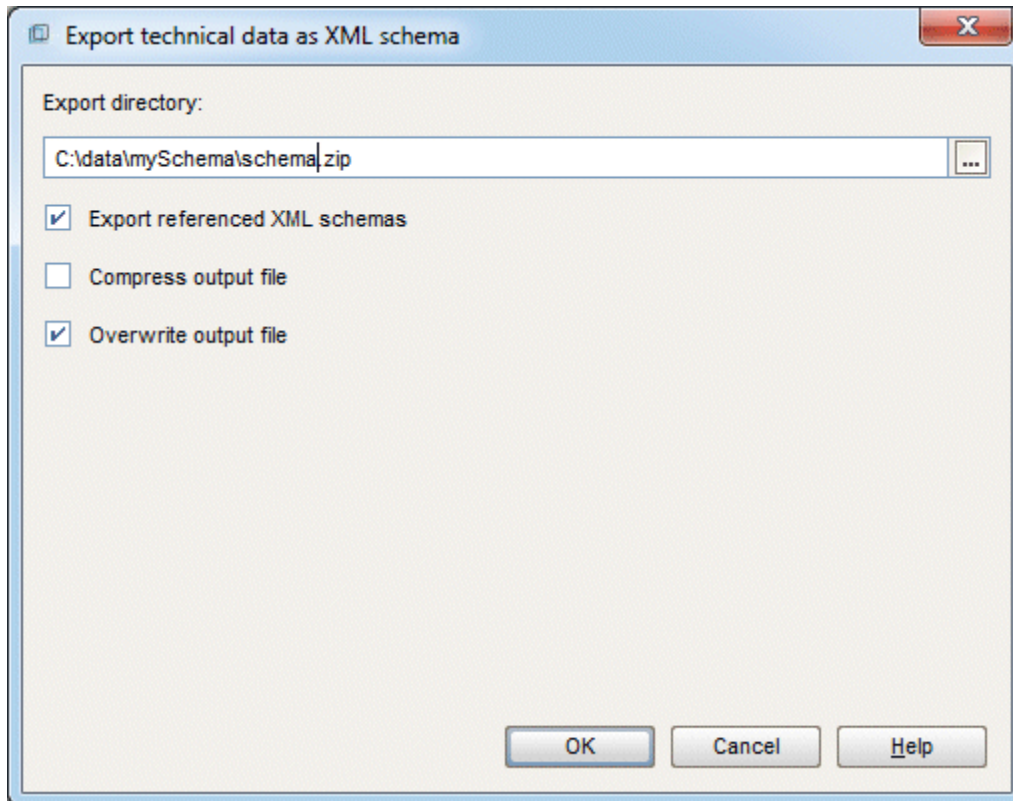 Export technical data as XML schema
Export directory:
C:\data\mySchema\schema.zip
...
Export referenced XML schemas
Compress output file
Overwrite output file
OK Cancel Help